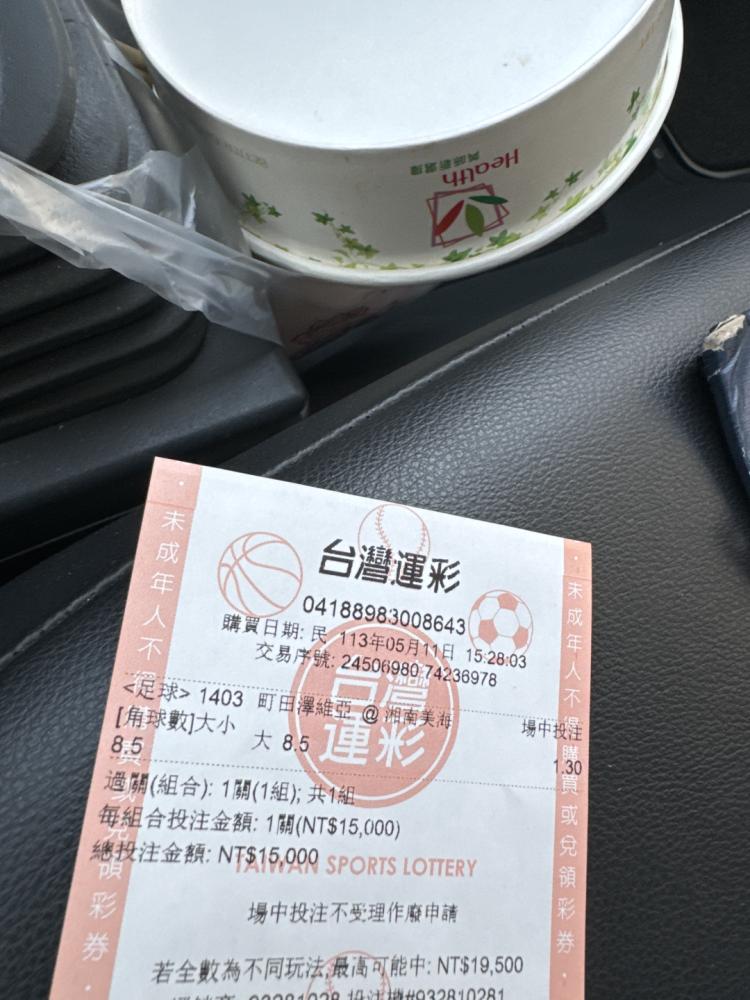 Health
台灣運彩
04188983008643
購買日期: 民 113年05月11日 15:28:03
交易序號: 24506980 74236978
<足球> 1403 町田澤維亞 @ 湘南美海
場中投注
[角球數]大小
8.5 大 8.5 1.30
過關(組合): 1關(1組); 共1組
每組合投注金額: 1關(NT$15,000)
總投注金額: NT$15,000
TAIWAN SPORTS LOTTERY
場中投注不受理作廢申請
若全數為不同玩法,最高可能中: NT$19,500
未成年人不得購買或兌領彩券
未成年人不得購買或兌領彩券
台灣
運彩